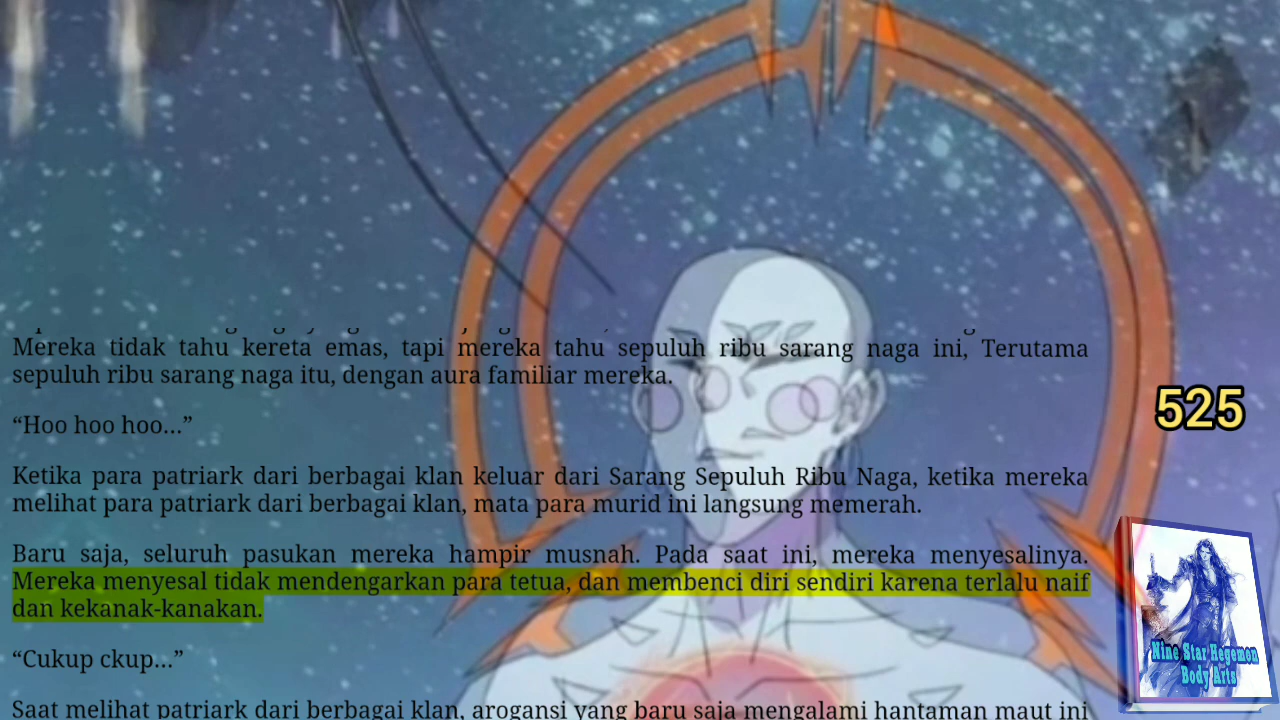 Mereka tidak tahu kereta emas, tapi mereka tahu sepuluh ribu sarang naga ini, Terutama
sepuluh ribu sarang naga itu, dengan aura familiar mereka.
“Hoo hoo hoo…”
Ketika para patriark dari berbagai klan keluar dari Sarang Sepuluh Ribu Naga, ketika mereka
melihat para patriark dari berbagai klan, mata para murid ini langsung memerah.
Baru saja, seluruh pasukan mereka hampir musnah. Pada saat ini, mereka menyesalinya.
Mereka menyesal tidak mendengarkan para tetua, dan membenci diri sendiri karena terlalu naif
dan kekanak-kanakan.
“Cukup ckup…”
Saat melihat patriark dari berbagai klan, arogansi yang baru saja mengalami hantaman maut ini
525
Nine Star Hegemon
Body Arts